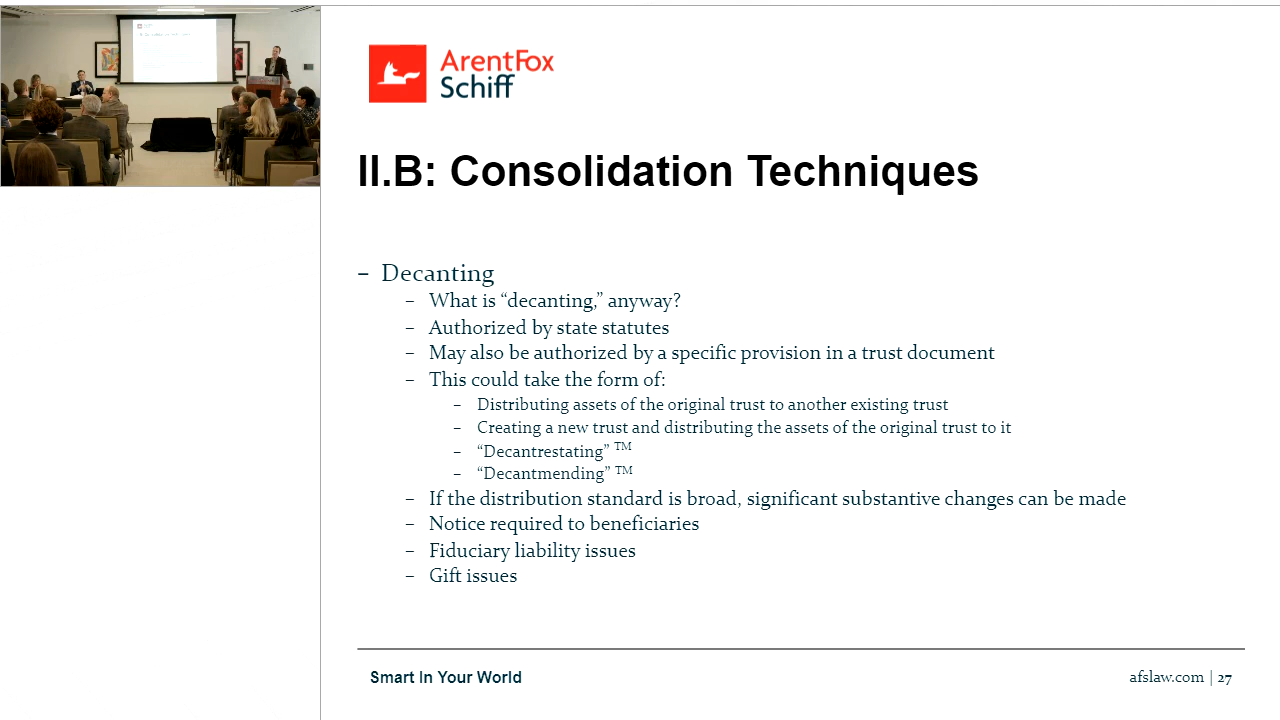 ArentFox
Schiff
II.B: Consolidation Techniques
– Decanting
– What is “decanting,” anyway?
– Authorized by state statutes
– May also be authorized by a specific provision in a trust document
– This could take the form of:
– Distributing assets of the original trust to another existing trust
– Creating a new trust and distributing the assets of the original trust to it
– “Decantrestating” TM
– “Decantmending” TM
– If the distribution standard is broad, significant substantive changes can be made
– Notice required to beneficiaries
– Fiduciary liability issues
– Gift issues
Smart In Your World
afslaw.com | 27